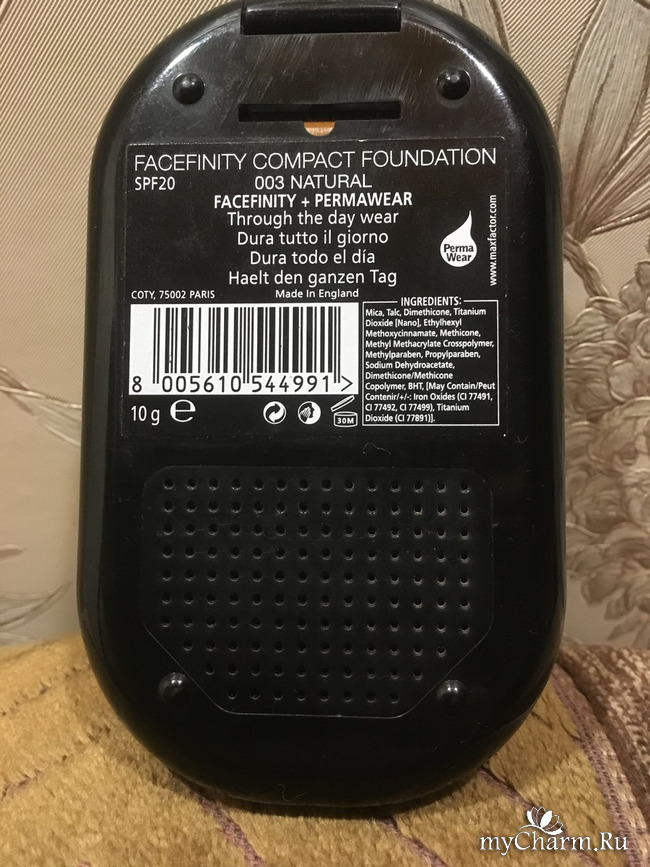 FACEFINITY COMPACT FOUNDATION
SPF20 003 NATURAL
FACEFINITY + PERMAWEAR
Through the day wear
Dura tutto il giorno
Dura todo el día
Haelt den ganzen Tag
Perma
Wear
www.maxfactor.com
COTY, 75002 PARIS Made In England
8 005610 544991 >
10 g ℮
30M
INGREDIENTS:
Mica, Talc, Dimethicone, Titanium
Dioxide [Nano], Ethylhexyl
Methoxycinnamate, Methicone,
Methyl Methacrylate Crosspolymer,
Methylparaben, Propylparaben,
Sodium Dehydroacetate,
Dimethicone/Methicone
Copolymer, BHT, [May Contain/Peut
Contenir/+/-: Iron Oxides (CI 77491,
CI 77492, CI 77499), Titanium
Dioxide (CI 77891)].
myCharm.Ru